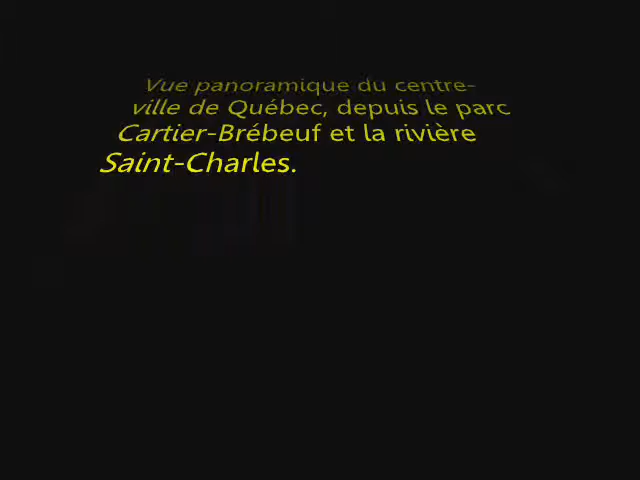 Vue panoramique du centre-
ville de Québec, depuis le parc
Cartier-Brébeuf et la rivière
Saint-Charles.